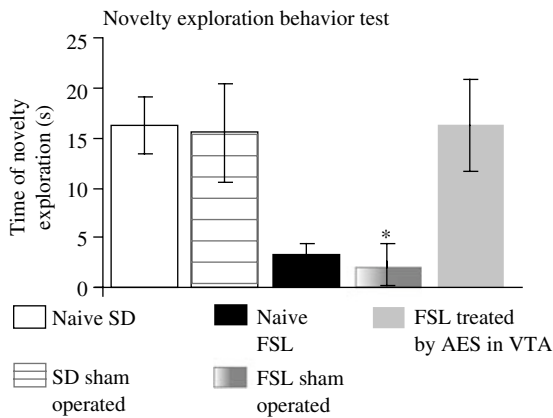 Novelty exploration behavior test
Time of novelty
exploration (s)
25
20
15
10
5
0
*
Naive SD
Naive
FSL
FSL treated
by AES in VTA
SD sham
operated
FSL sham
operated